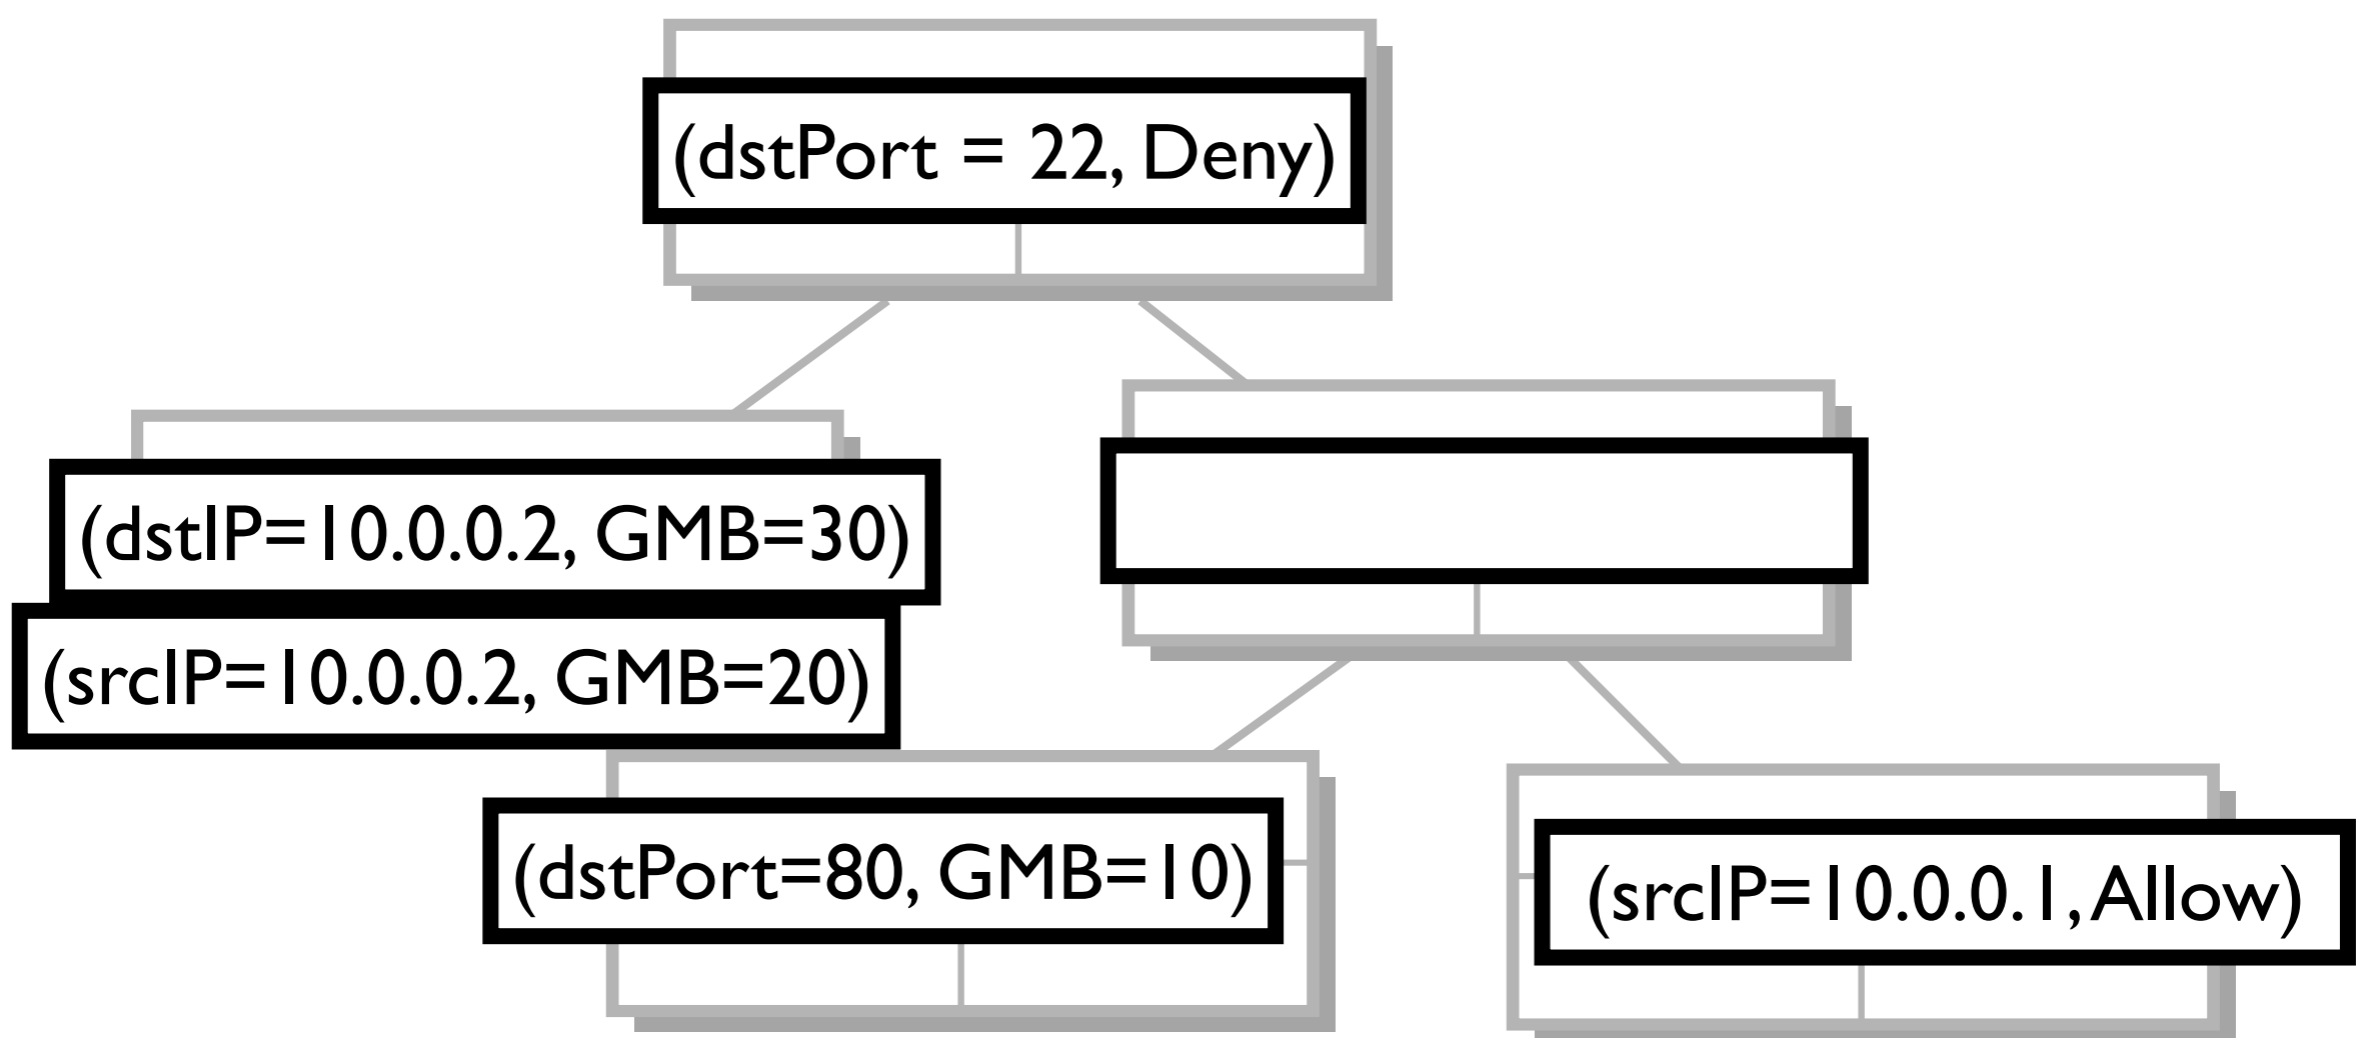 (dstPort = 22, Deny)
(dstIP=10.0.0.2, GMB=30)
(srcIP=10.0.0.2, GMB=20)
(dstPort=80, GMB=10)
(srcIP=10.0.0.1, Allow)